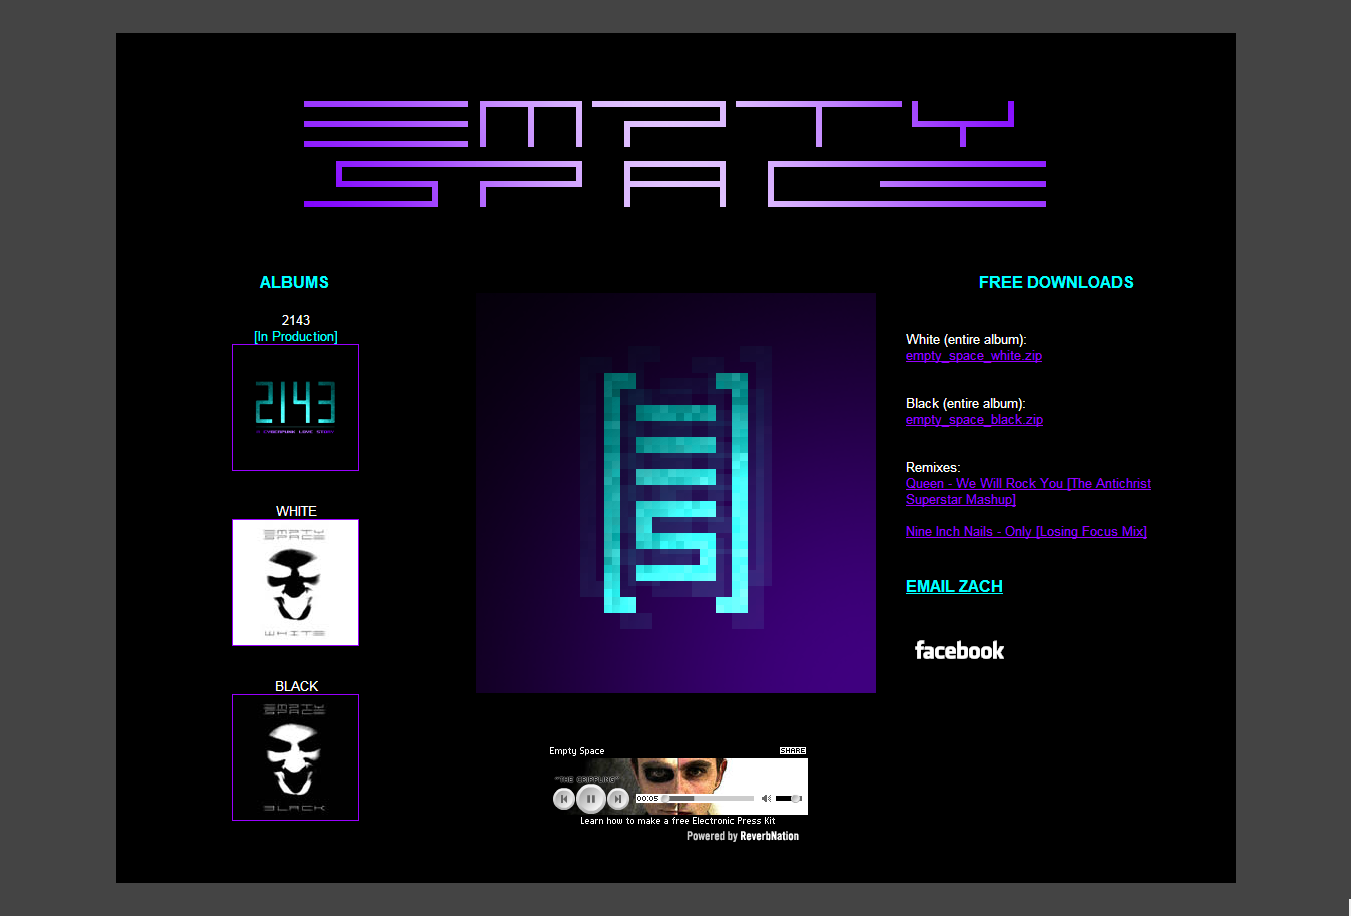 EMPTY
SPACE
ALBUMS
2143
[In Production]
2143
A CYBERPUNK LOVE STORY
WHITE
EMPTY
SPACE
WHITE
BLACK
EMPTY
SPACE
BLACK
Empty Space
SHARE
"THE CRIPPLING"
00:05
Learn how to make a free Electronic Press Kit
Powered by ReverbNation
FREE DOWNLOADS
White (entire album):
empty_space_white.zip
Black (entire album):
empty_space_black.zip
Remixes:
Queen - We Will Rock You [The Antichrist
Superstar Mashup]
Nine Inch Nails - Only [Losing Focus Mix]
EMAIL ZACH
facebook